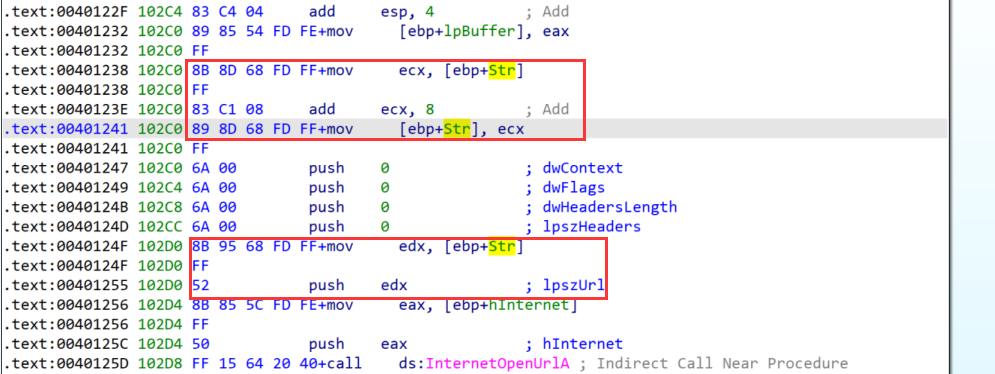 .text:0040122F 102C4 83 C4 04 add esp, 4 ; Add
.text:00401232 102C0 89 85 54 FD FE+mov [ebp+lpBuffer], eax
.text:00401232 102C0 FF
.text:00401238 102C0 8B 8D 68 FD FF+mov ecx, [ebp+Str]
.text:00401238 102C0 FF
.text:0040123E 102C0 83 C1 08 add ecx, 8 ; Add
.text:00401241 102C0 89 8D 68 FD FF+mov [ebp+Str], ecx
.text:00401241 102C0 FF
.text:00401247 102C0 6A 00 push 0 ; dwContext
.text:00401249 102C4 6A 00 push 0 ; dwFlags
.text:0040124B 102C8 6A 00 push 0 ; dwHeadersLength
.text:0040124D 102CC 6A 00 push 0 ; lpszHeaders
.text:0040124F 102D0 8B 95 68 FD FF+mov edx, [ebp+Str]
.text:0040124F 102D0 FF
.text:00401255 102D0 52 push edx ; lpszUrl
.text:00401256 102D4 8B 85 5C FD FE+mov eax, [ebp+hInternet]
.text:00401256 102D4 FF
.text:0040125C 102D4 50 push eax ; hInternet
.text:0040125D 102D8 FF 15 64 20 40+call ds:InternetOpenUrlA ; Indirect Call Near Procedure